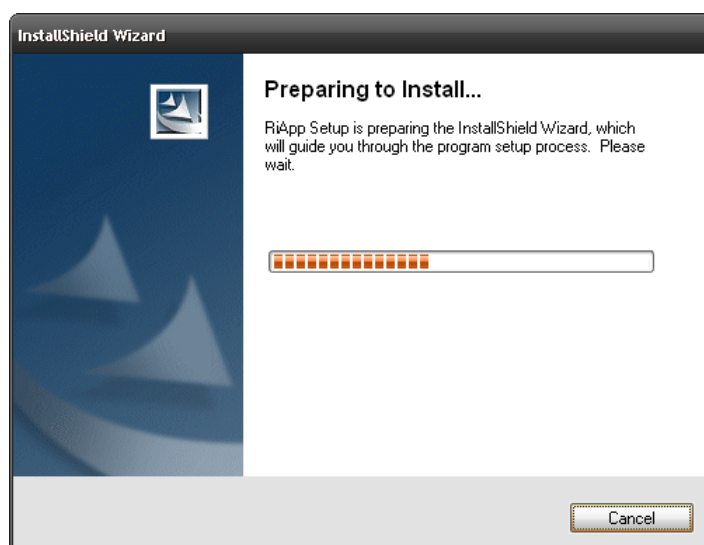 InstallShield Wizard
Preparing to Install...
RiApp Setup is preparing the InstallShield Wizard, which
will guide you through the program setup process.  Please
wait.
Cancel